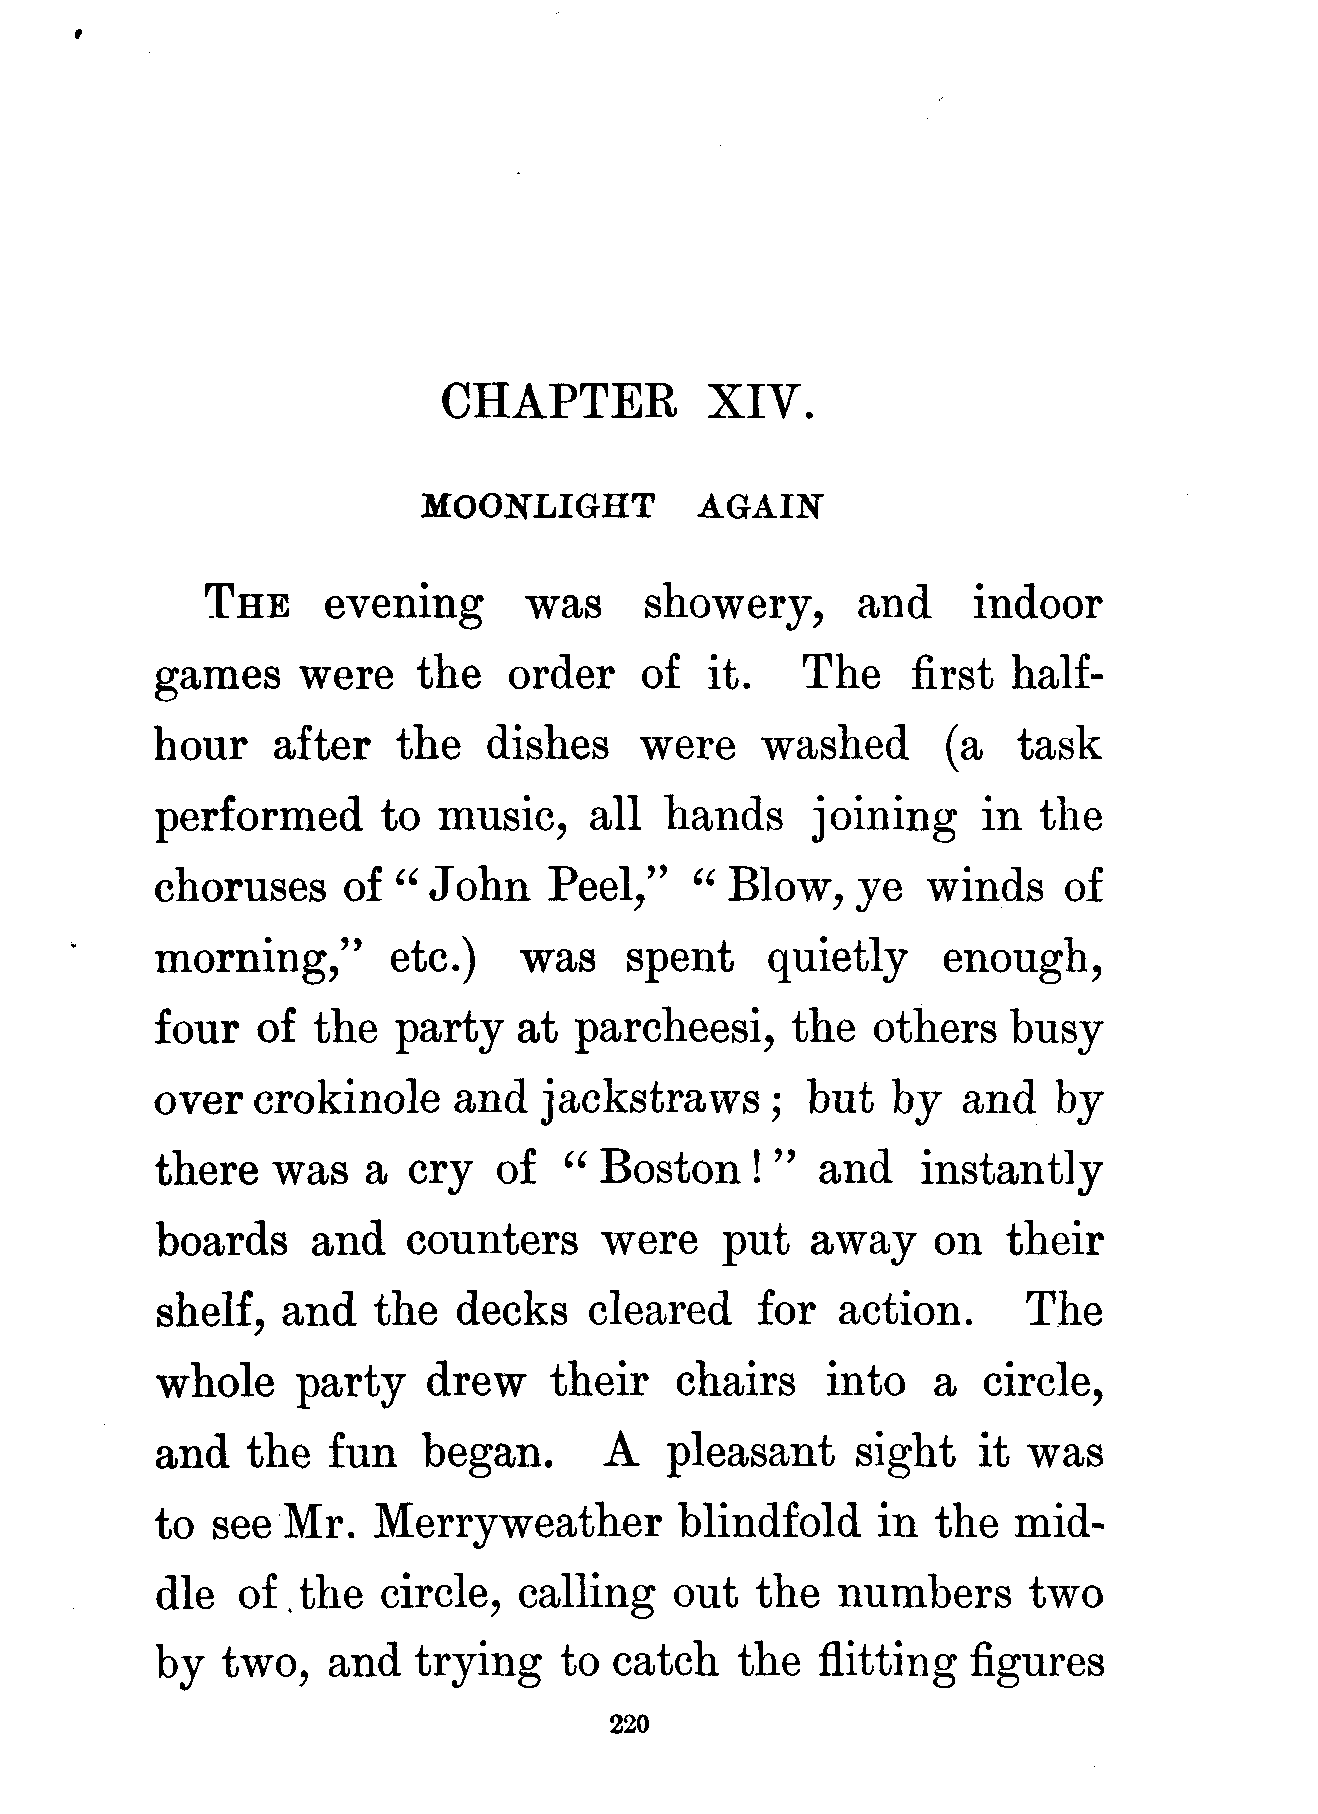 CHAPTER XIV.
MOONLIGHT AGAIN
THE evening was showery, and indoor
games were the order of it. The first half-
hour after the dishes were washed (a task
performed to music, all hands joining in the
choruses of “John Peel,” “Blow, ye winds of
morning,” etc.) was spent quietly enough,
four of the party at parcheesi, the others busy
over crokinole and jackstraws; but by and by
there was a cry of “Boston!” and instantly
boards and counters were put away on their
shelf, and the decks cleared for action. The
whole party drew their chairs into a circle,
and the fun began. A pleasant sight it was
to see Mr. Merryweather blindfold in the mid-
dle of the circle, calling out the numbers two
by two, and trying to catch the flitting figures
220